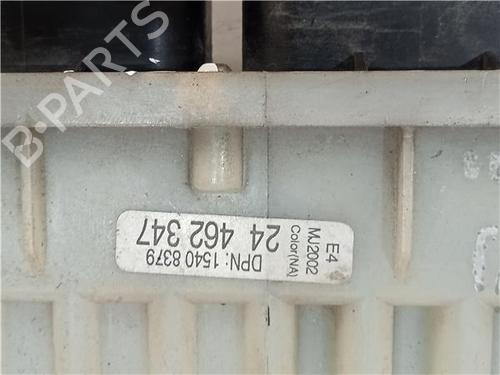 B-PARTS
E4
MJ2002
Color(NA)
24 462 347
DPN: 1540 8379